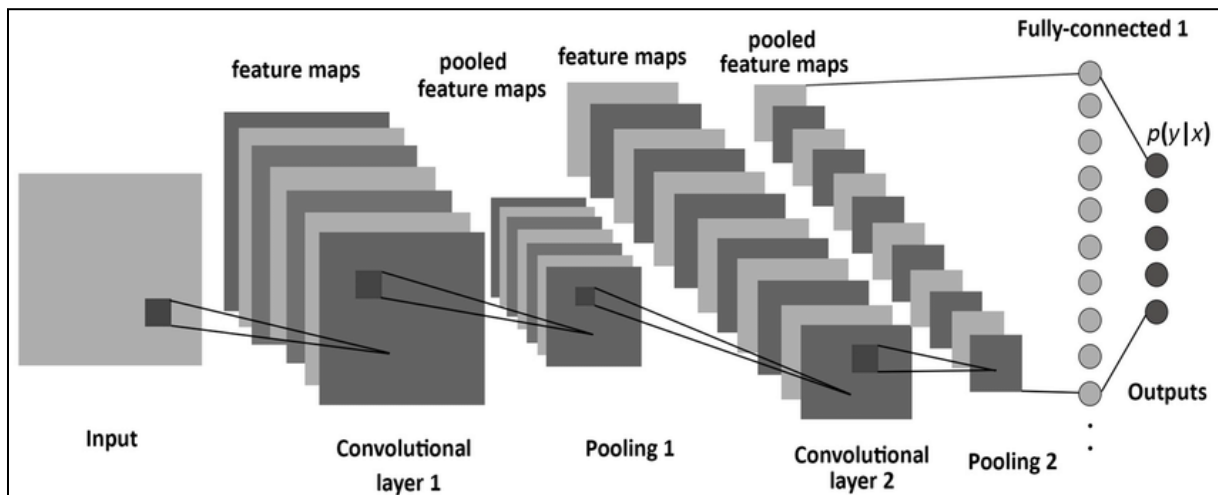 Fully-connected 1
feature maps
pooled
feature maps
feature maps
pooled
feature maps
p(y|x)
Input
Convolutional
layer 1
Pooling 1
Convolutional
layer 2
Pooling 2
Outputs